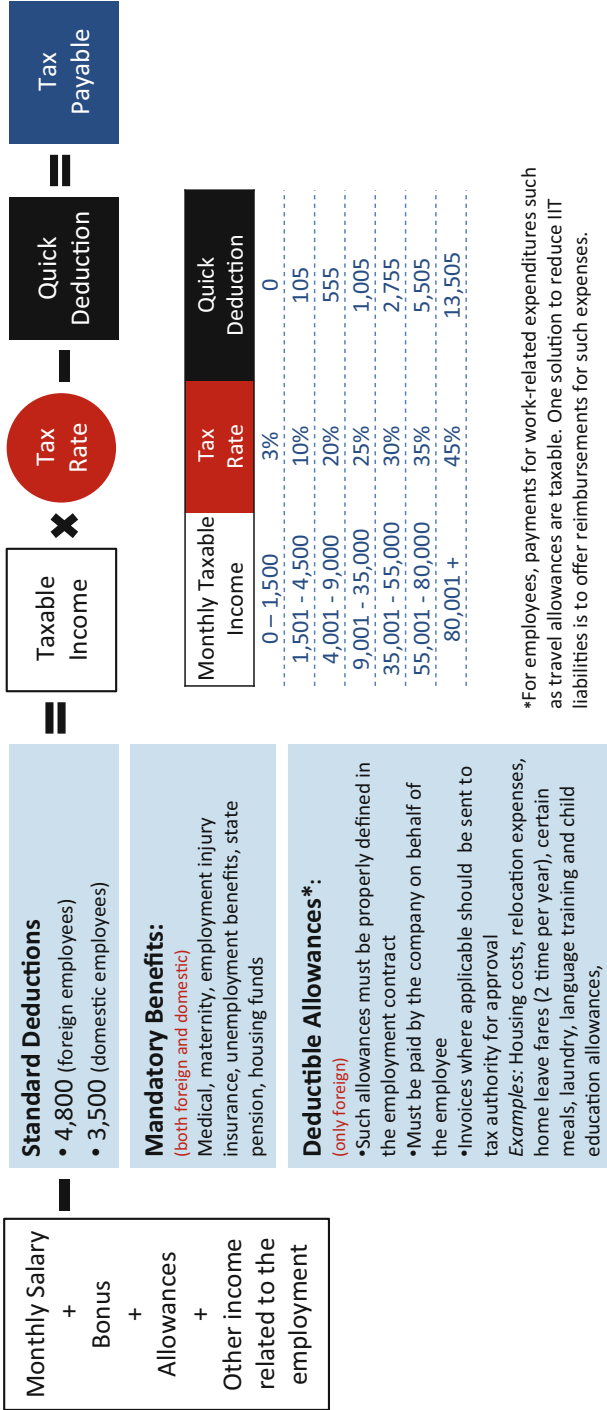 Monthly Salary
+
Bonus
+
Allowances
+
Other income
related to the
employment
−
Standard Deductions
• 4,800 (foreign employees)
• 3,500 (domestic employees)
Mandatory Benefits:
(both foreign and domestic)
Medical, maternity, employment injury
insurance, unemployment benefits, state
pension, housing funds
Deductible Allowances*:
(only foreign)
•Such allowances must be properly defined in
the employment contract
•Must be paid by the company on behalf of
the employee
•Invoices where applicable should be sent to
tax authority for approval
Examples: Housing costs, relocation expenses,
home leave fares (2 time per year), certain
meals, laundry, language training and child
education allowances,
=
Taxable
Income
✖
Tax
Rate
−
Quick
Deduction
=
Tax
Payable
Monthly Taxable Income Tax Rate Quick Deduction
0 – 1,500 3% 0
1,501 - 4,500 10% 105
4,001 - 9,000 20% 555
9,001 - 35,000 25% 1,005
35,001 - 55,000 30% 2,755
55,001 - 80,000 35% 5,505
80,001 + 45% 13,505
*For employees, payments for work-related expenditures such
as travel allowances are taxable. One solution to reduce IIT
liabilities is to offer reimbursements for such expenses.